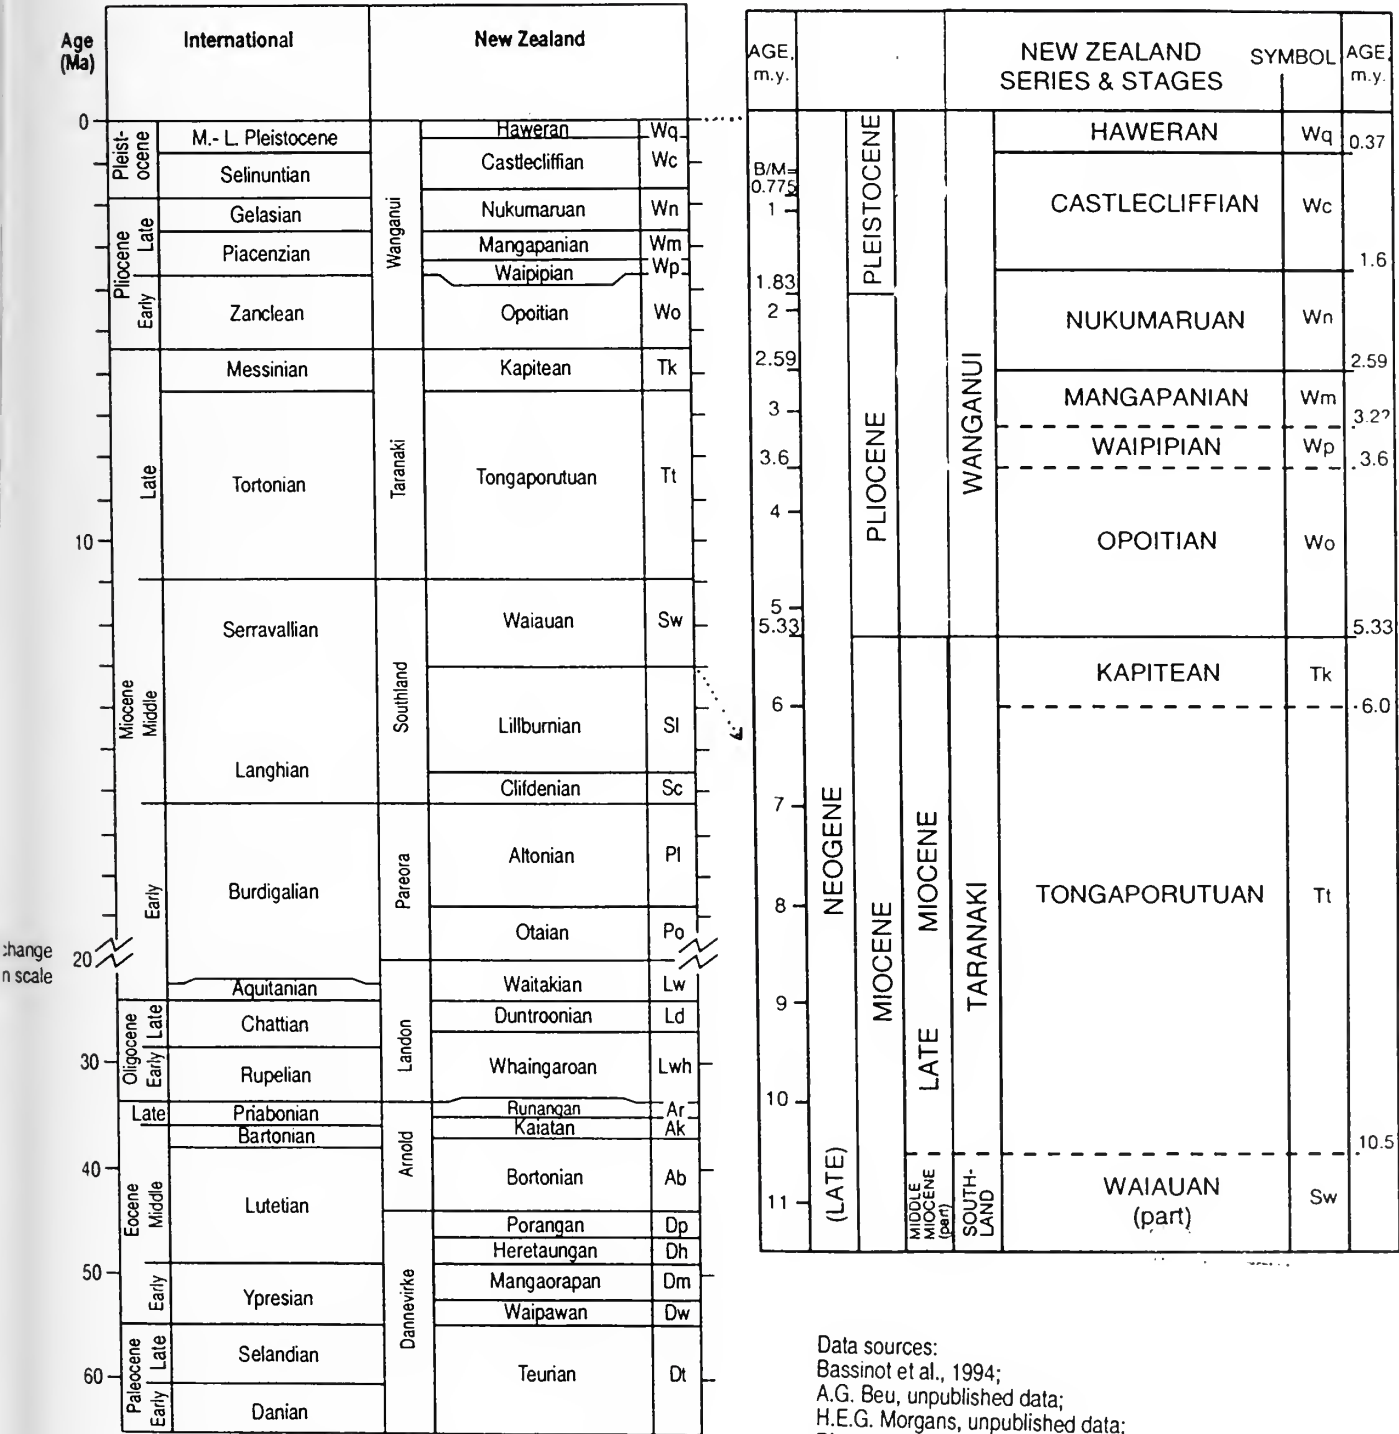 Age
(Ma)
International
New Zealand
0
Pleist-
ocene
M.- L. Pleistocene
Selinuntian
Wanganui
Haweran Wq
Castlecliffian Wc
Pliocene
Late
Gelasian
Nukumaruan Wn
Piacenzian
Mangapanian Wm
Waipipian Wp
Early
Zanclean
Opoitian Wo
Miocene
Late
Messinian
Taranaki
Kapitean Tk
Tortonian
Tongaporutuan Tt
10
Middle
Serravallian
Southland
Waiauan Sw
Lillburnian Sl
Langhian
Clifdenian Sc
Early
Burdigalian
Pareora
Altonian Pl
Otaian Po
change
n scale
20
Aquitanian
Landon
Waitakian Lw
Oligocene
Late
Chattian
Duntroonian Ld
30
Early
Rupelian
Whaingaroan Lwh
Eocene
Late
Priabonian
Arnold
Runangan Ar
Bartonian
Kaiatan Ak
40
Middle
Lutetian
Bortonian Ab
Dannevirke
Porangan Dp
Heretaungan Dh
50
Early
Ypresian
Mangaorapan Dm
Waipawan Dw
Paleocene
Late
Selandian
Teurian Dt
60
Early
Danian
AGE,
m.y.
NEW ZEALAND
SERIES & STAGES
SYMBOL
AGE,
m.y.
PLEISTOCENE
HAWERAN Wq 0.37
B/M=
0.775
1
CASTLECLIFFIAN Wc
1.6
1.83
2
NUKUMARUAN Wn
2.59
2.59
WANGANUI
PLIOCENE
3
MANGAPANIAN Wm
3.2?
WAIPIPIAN Wp
3.6
3.6
4
OPOITIAN Wo
5
5.33
5.33
KAPITEAN Tk
6
6.0
7
NEOGENE
(LATE)
MIOCENE
LATE MIOCENE
TARANAKI
8
TONGAPORUTUAN Tt
9
10
10.5
11
MIDDLE
MIOCENE
(part)
SOUTH-
LAND
WAIAUAN
(part)
Sw
Data sources:
Bassinot et al., 1994;
A.G. Beu, unpublished data;
H.E.G. Morgans, unpublished data;